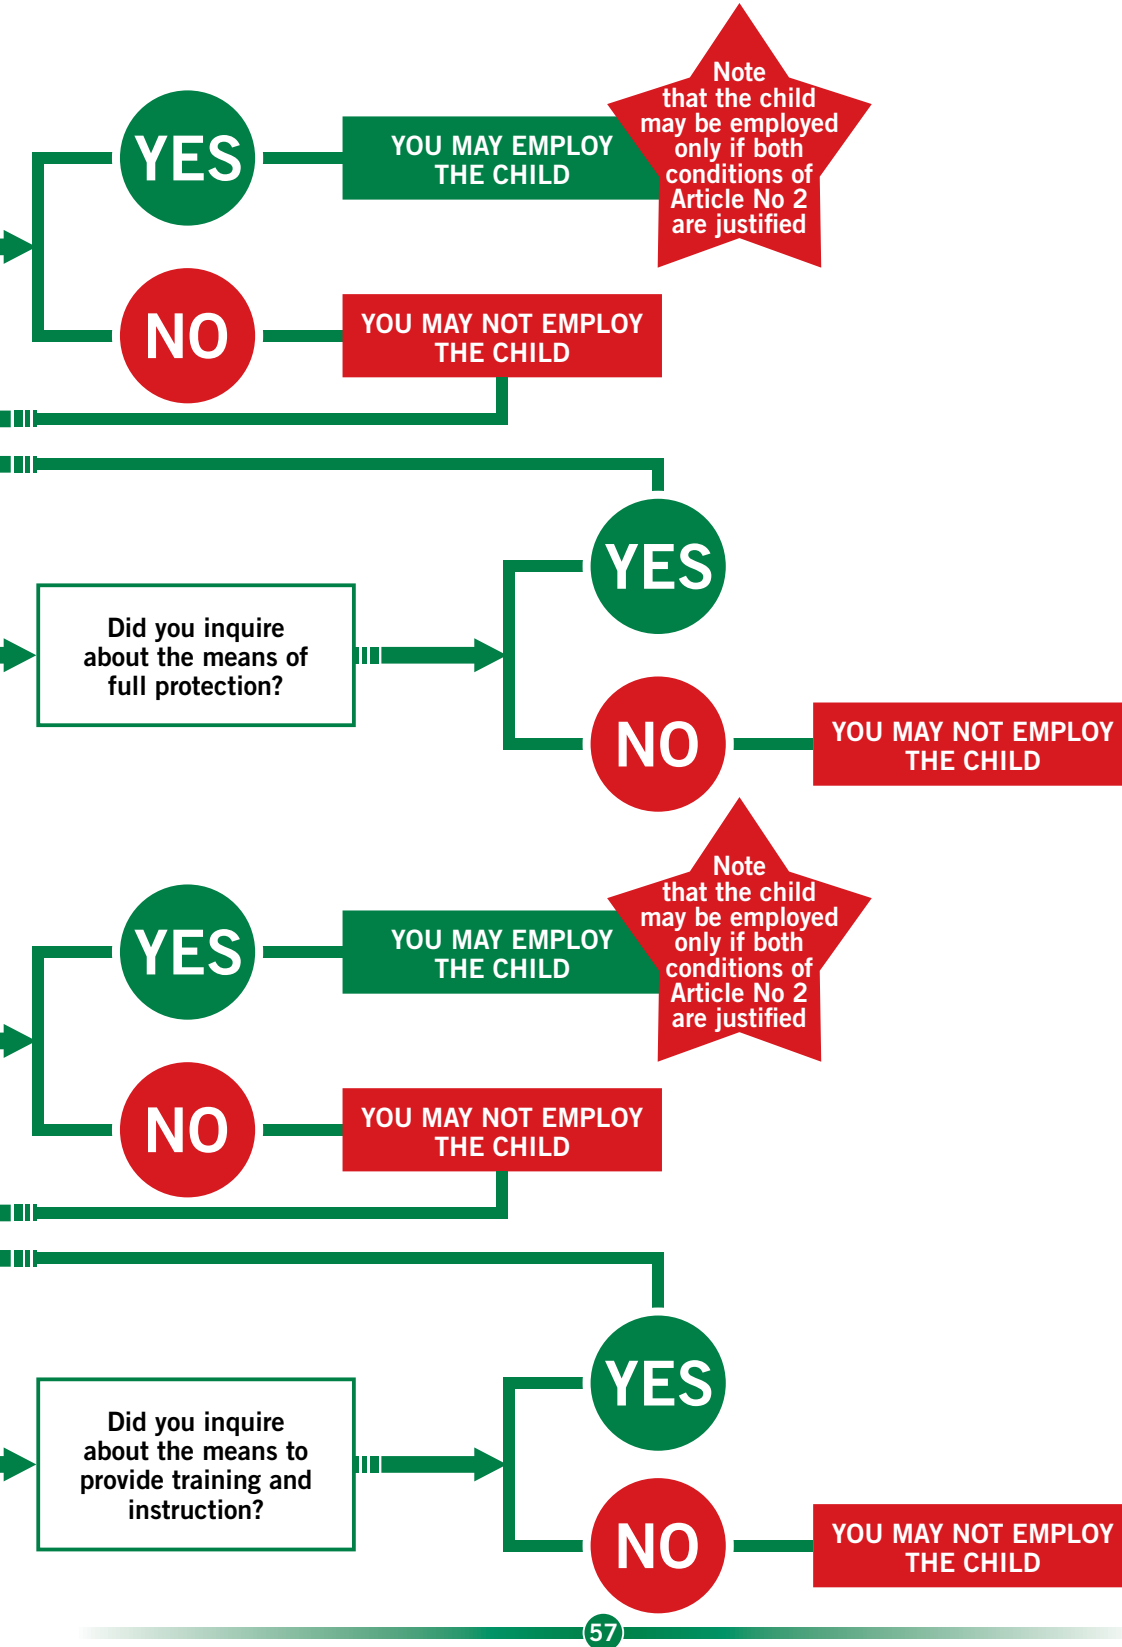 YES
YOU MAY EMPLOY
THE CHILD
Note
that the child
may be employed
only if both
conditions of
Article No 2
are justified
NO
YOU MAY NOT EMPLOY
THE CHILD
YES
Did you inquire
about the means of
full protection?
NO
YOU MAY NOT EMPLOY
THE CHILD
YES
YOU MAY EMPLOY
THE CHILD
Note
that the child
may be employed
only if both
conditions of
Article No 2
are justified
NO
YOU MAY NOT EMPLOY
THE CHILD
YES
Did you inquire
about the means to
provide training and
instruction?
NO
YOU MAY NOT EMPLOY
THE CHILD
57